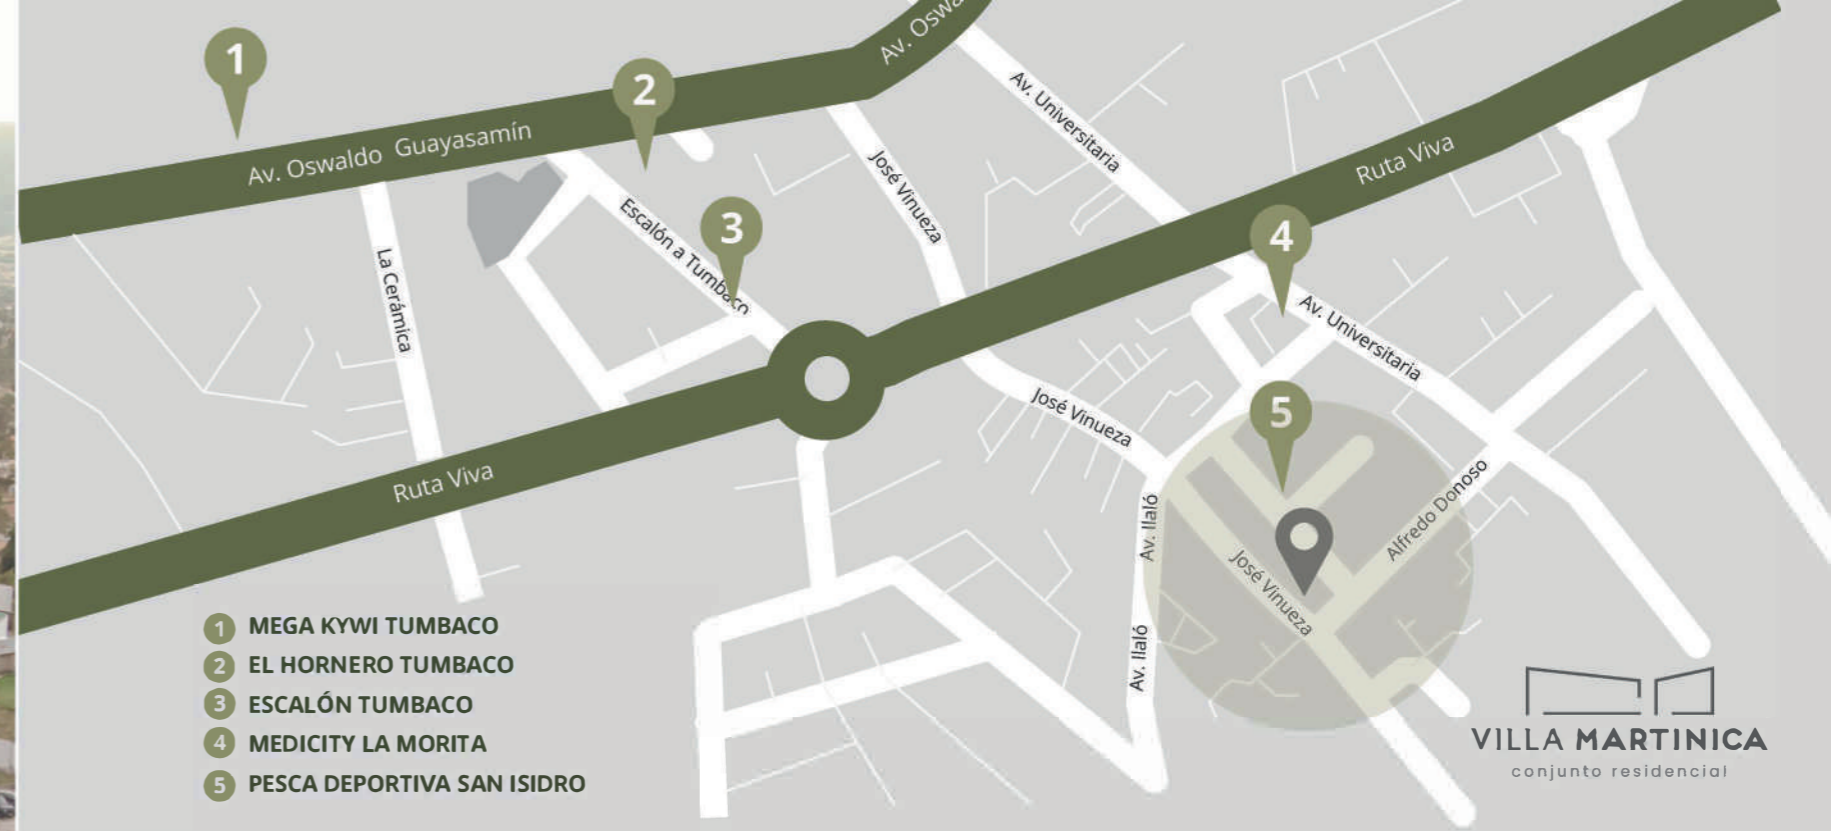 1
2
3
4
5
Av. Oswaldo Guayasamín
Av. Osw
Av. Universitaria
José Vinueza
Ruta Viva
Escalón a Tumbaco
La Cerámica
Av. Universitaria
José Vinueza
Ruta Viva
Av. Ilaló
Alfredo Donoso
José Vinueza
Av. Ilaló
1 MEGA KYWI TUMBACO
2 EL HORNERO TUMBACO
3 ESCALÓN TUMBACO
4 MEDICITY LA MORITA
5 PESCA DEPORTIVA SAN ISIDRO
VILLA MARTINICA
conjunto residencial